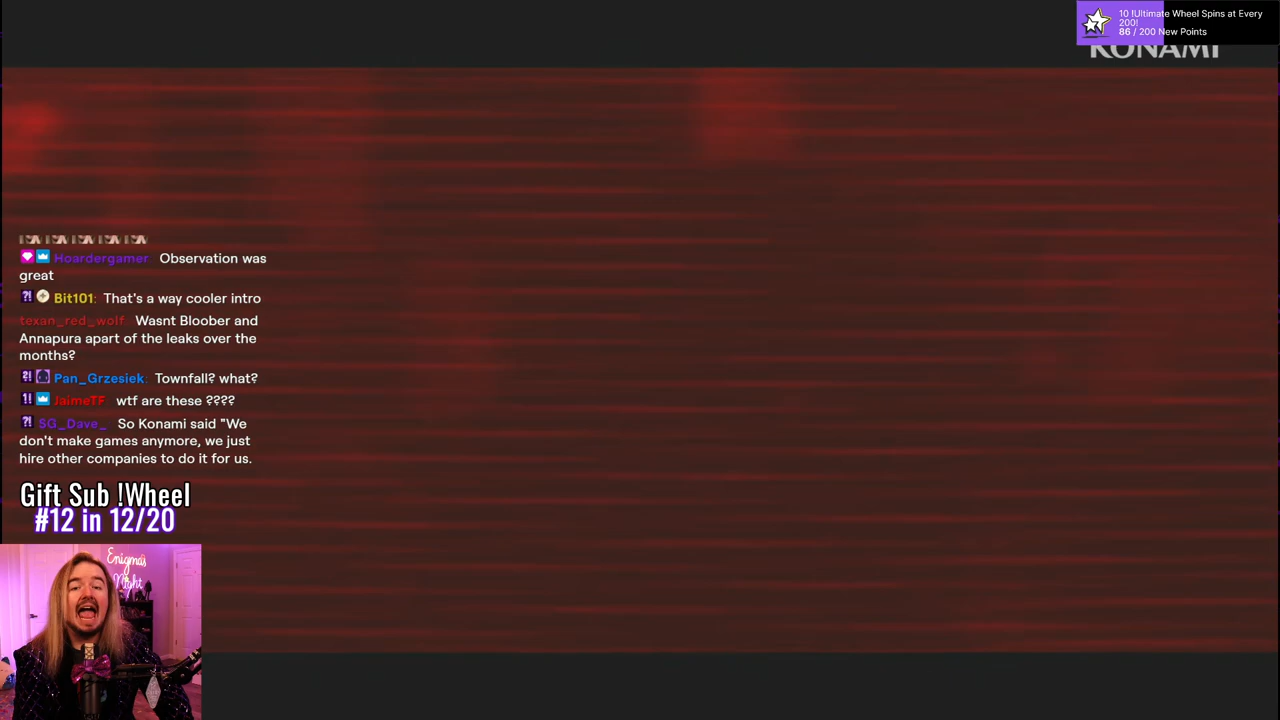 10 !Ultimate Wheel Spins at Every
200!
86 / 200 New Points
KONAMI
Hoardergamer Observation was
great
Bit101: That's a way cooler intro
texan_red_wolf Wasnt Bloober and
Annapura apart of the leaks over the
months?
Pan_Grzesiek: Townfall? what?
JaimeTF wtf are these ????
SG_Dave_ So Konami said "We
don't make games anymore, we just
hire other companies to do it for us.
Gift Sub !Wheel
#12 in 12/20
Enigma's
Night